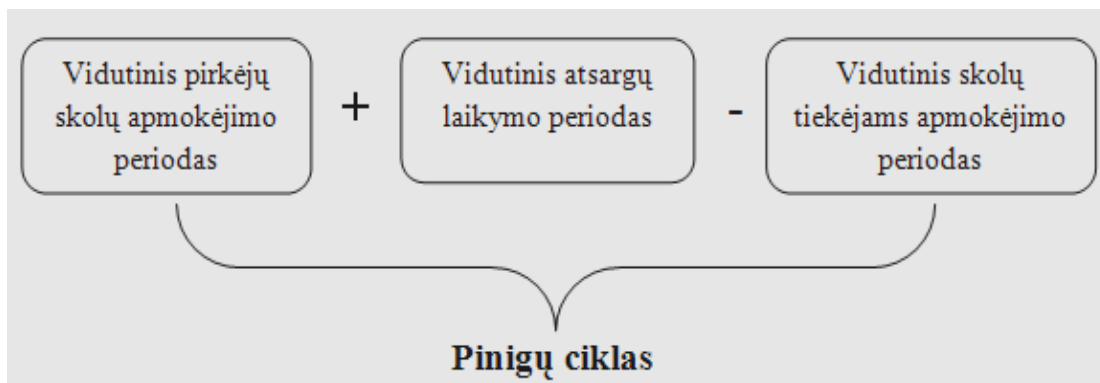 Vidutinis pirkėjų
skolų apmokėjimo
periodas
+
Vidutinis atsargų
laikymo periodas
-
Vidutinis skolų
tiekėjams apmokėjimo
periodas
Pinigų ciklas